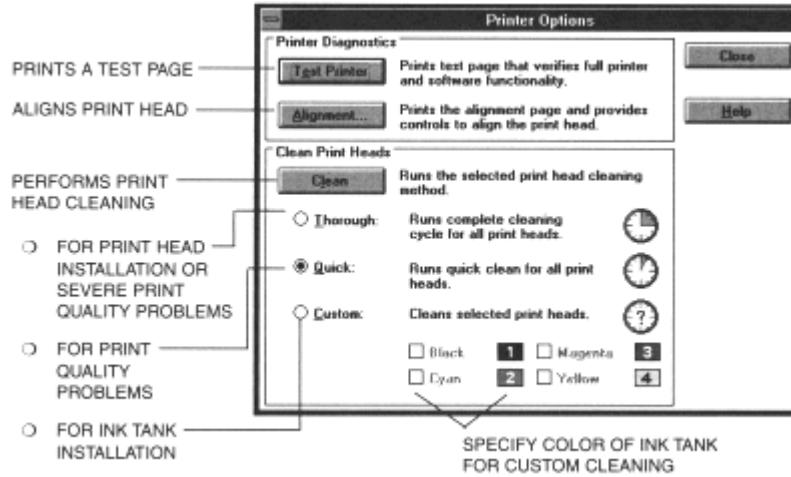 Printer Options
Printer Diagnostics
PRINTS A TEST PAGE
Test Printer
Prints test page that verifies full printer
and software functionality.
Close
ALIGNS PRINT HEAD
Alignment...
Prints the alignment page and provides
controls to align the print head.
Help
Clean Print Heads
PERFORMS PRINT
HEAD CLEANING
Clean
Runs the selected print head cleaning
method.
Thorough:
Runs complete cleaning
cycle for all print heads.
FOR PRINT HEAD
INSTALLATION OR
SEVERE PRINT
QUALITY PROBLEMS
Quick:
Runs quick clean for all print
heads.
Custom:
Cleans selected print heads.
?
FOR PRINT
QUALITY
PROBLEMS
Black 1 Magenta 3
Cyan 2 Yellow 4
FOR INK TANK
INSTALLATION
SPECIFY COLOR OF INK TANK
FOR CUSTOM CLEANING